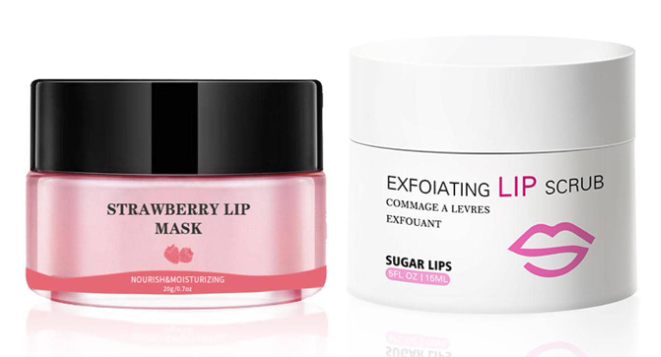 STRAWBERRY LIP
MASK
NOURISH&MOISTURIZING
20g/0.7oz
EXFOIATING LIP SCRUB
COMMAGE A LEVRES
EXFOUANT
SUGAR LIPS
5FL OZ | 15ML